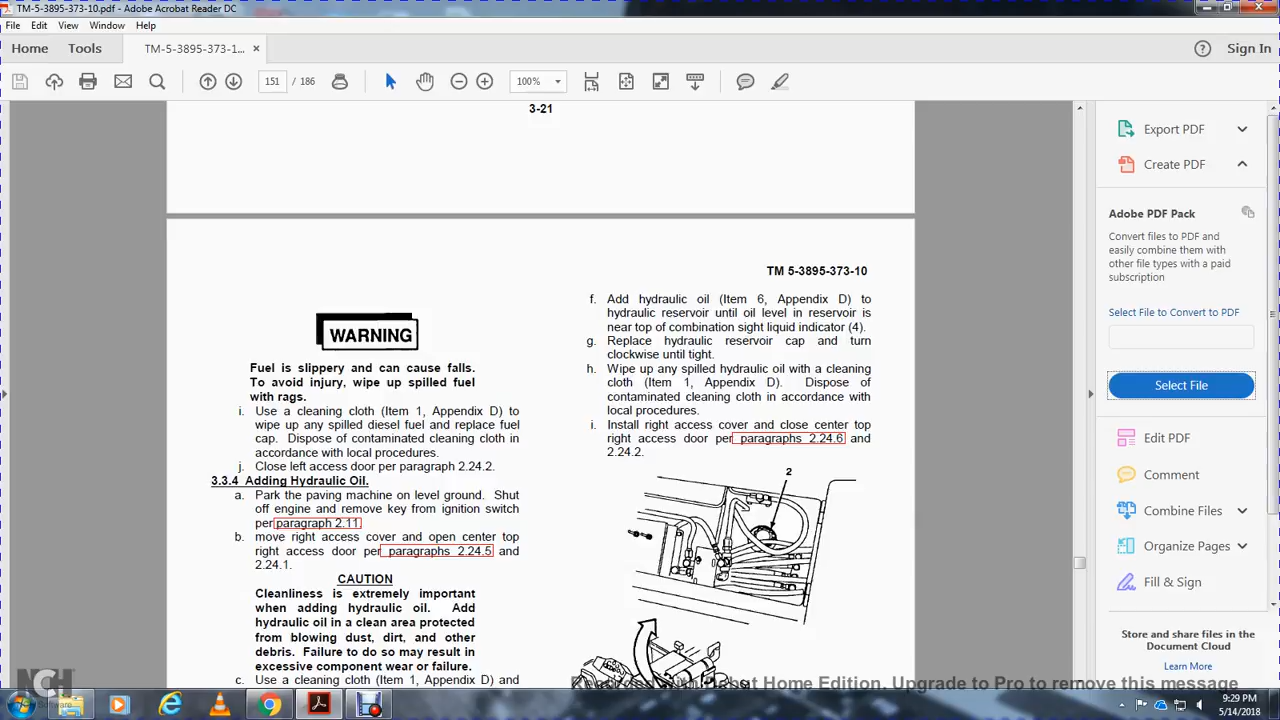 TM-5-3895-373-10.pdf - Adobe Acrobat Reader DC
File Edit View Window Help
Home Tools TM-5-3895-373-1... × Sign In
151 / 186 100%
3-21
TM 5-3895-373-10
WARNING
Fuel is slippery and can cause falls.
To avoid injury, wipe up spilled fuel
with rags.
i. Use a cleaning cloth (Item 1, Appendix D) to
wipe up any spilled diesel fuel and replace fuel
cap. Dispose of contaminated cleaning cloth in
accordance with local procedures.
j. Close left access door per paragraph 2.24.2.
3.3.4 Adding Hydraulic Oil.
a. Park the paving machine on level ground. Shut
off engine and remove key from ignition switch
per paragraph 2.11
b. move right access cover and open center top
right access door per paragraphs 2.24.5 and
2.24.1.
CAUTION
Cleanliness is extremely important
when adding hydraulic oil. Add
hydraulic oil in a clean area protected
from blowing dust, dirt, and other
debris. Failure to do so may result in
excessive component wear or failure.
c. Use a cleaning cloth (Item 1, Appendix D) and
f. Add hydraulic oil (Item 6, Appendix D) to
hydraulic reservoir until oil level in reservoir is
near top of combination sight liquid indicator (4).
g. Replace hydraulic reservoir cap and turn
clockwise until tight.
h. Wipe up any spilled hydraulic oil with a cleaning
cloth (Item 1, Appendix D). Dispose of
contaminated cleaning cloth in accordance with
local procedures.
i. Install right access cover and close center top
right access door per paragraphs 2.24.6 and
2.24.2.
2
Export PDF
Create PDF
Adobe PDF Pack
Convert files to PDF and
easily combine them with
other file types with a paid
subscription
Select File to Convert to PDF
Select File
Edit PDF
Comment
Combine Files
Organize Pages
Fill & Sign
Store and share files in the
Document Cloud
Learn More
NCH
Software
Home Edition. Upgrade to Pro to remove this message
9:29 PM
5/14/2018